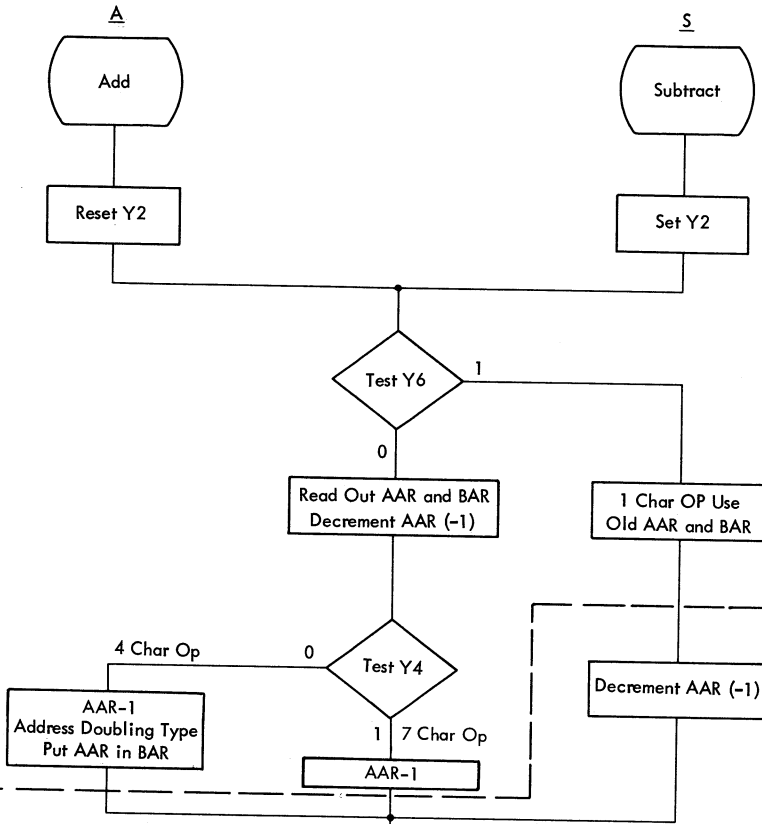 A
S
Add
Subtract
Reset Y2
Set Y2
Test Y6
1
0
Read Out AAR and BAR
Decrement AAR (-1)
1 Char OP Use
Old AAR and BAR
4 Char Op
0
Test Y4
Decrement AAR (-1)
AAR-1
Address Doubling Type
Put AAR in BAR
1
7 Char Op
AAR-1